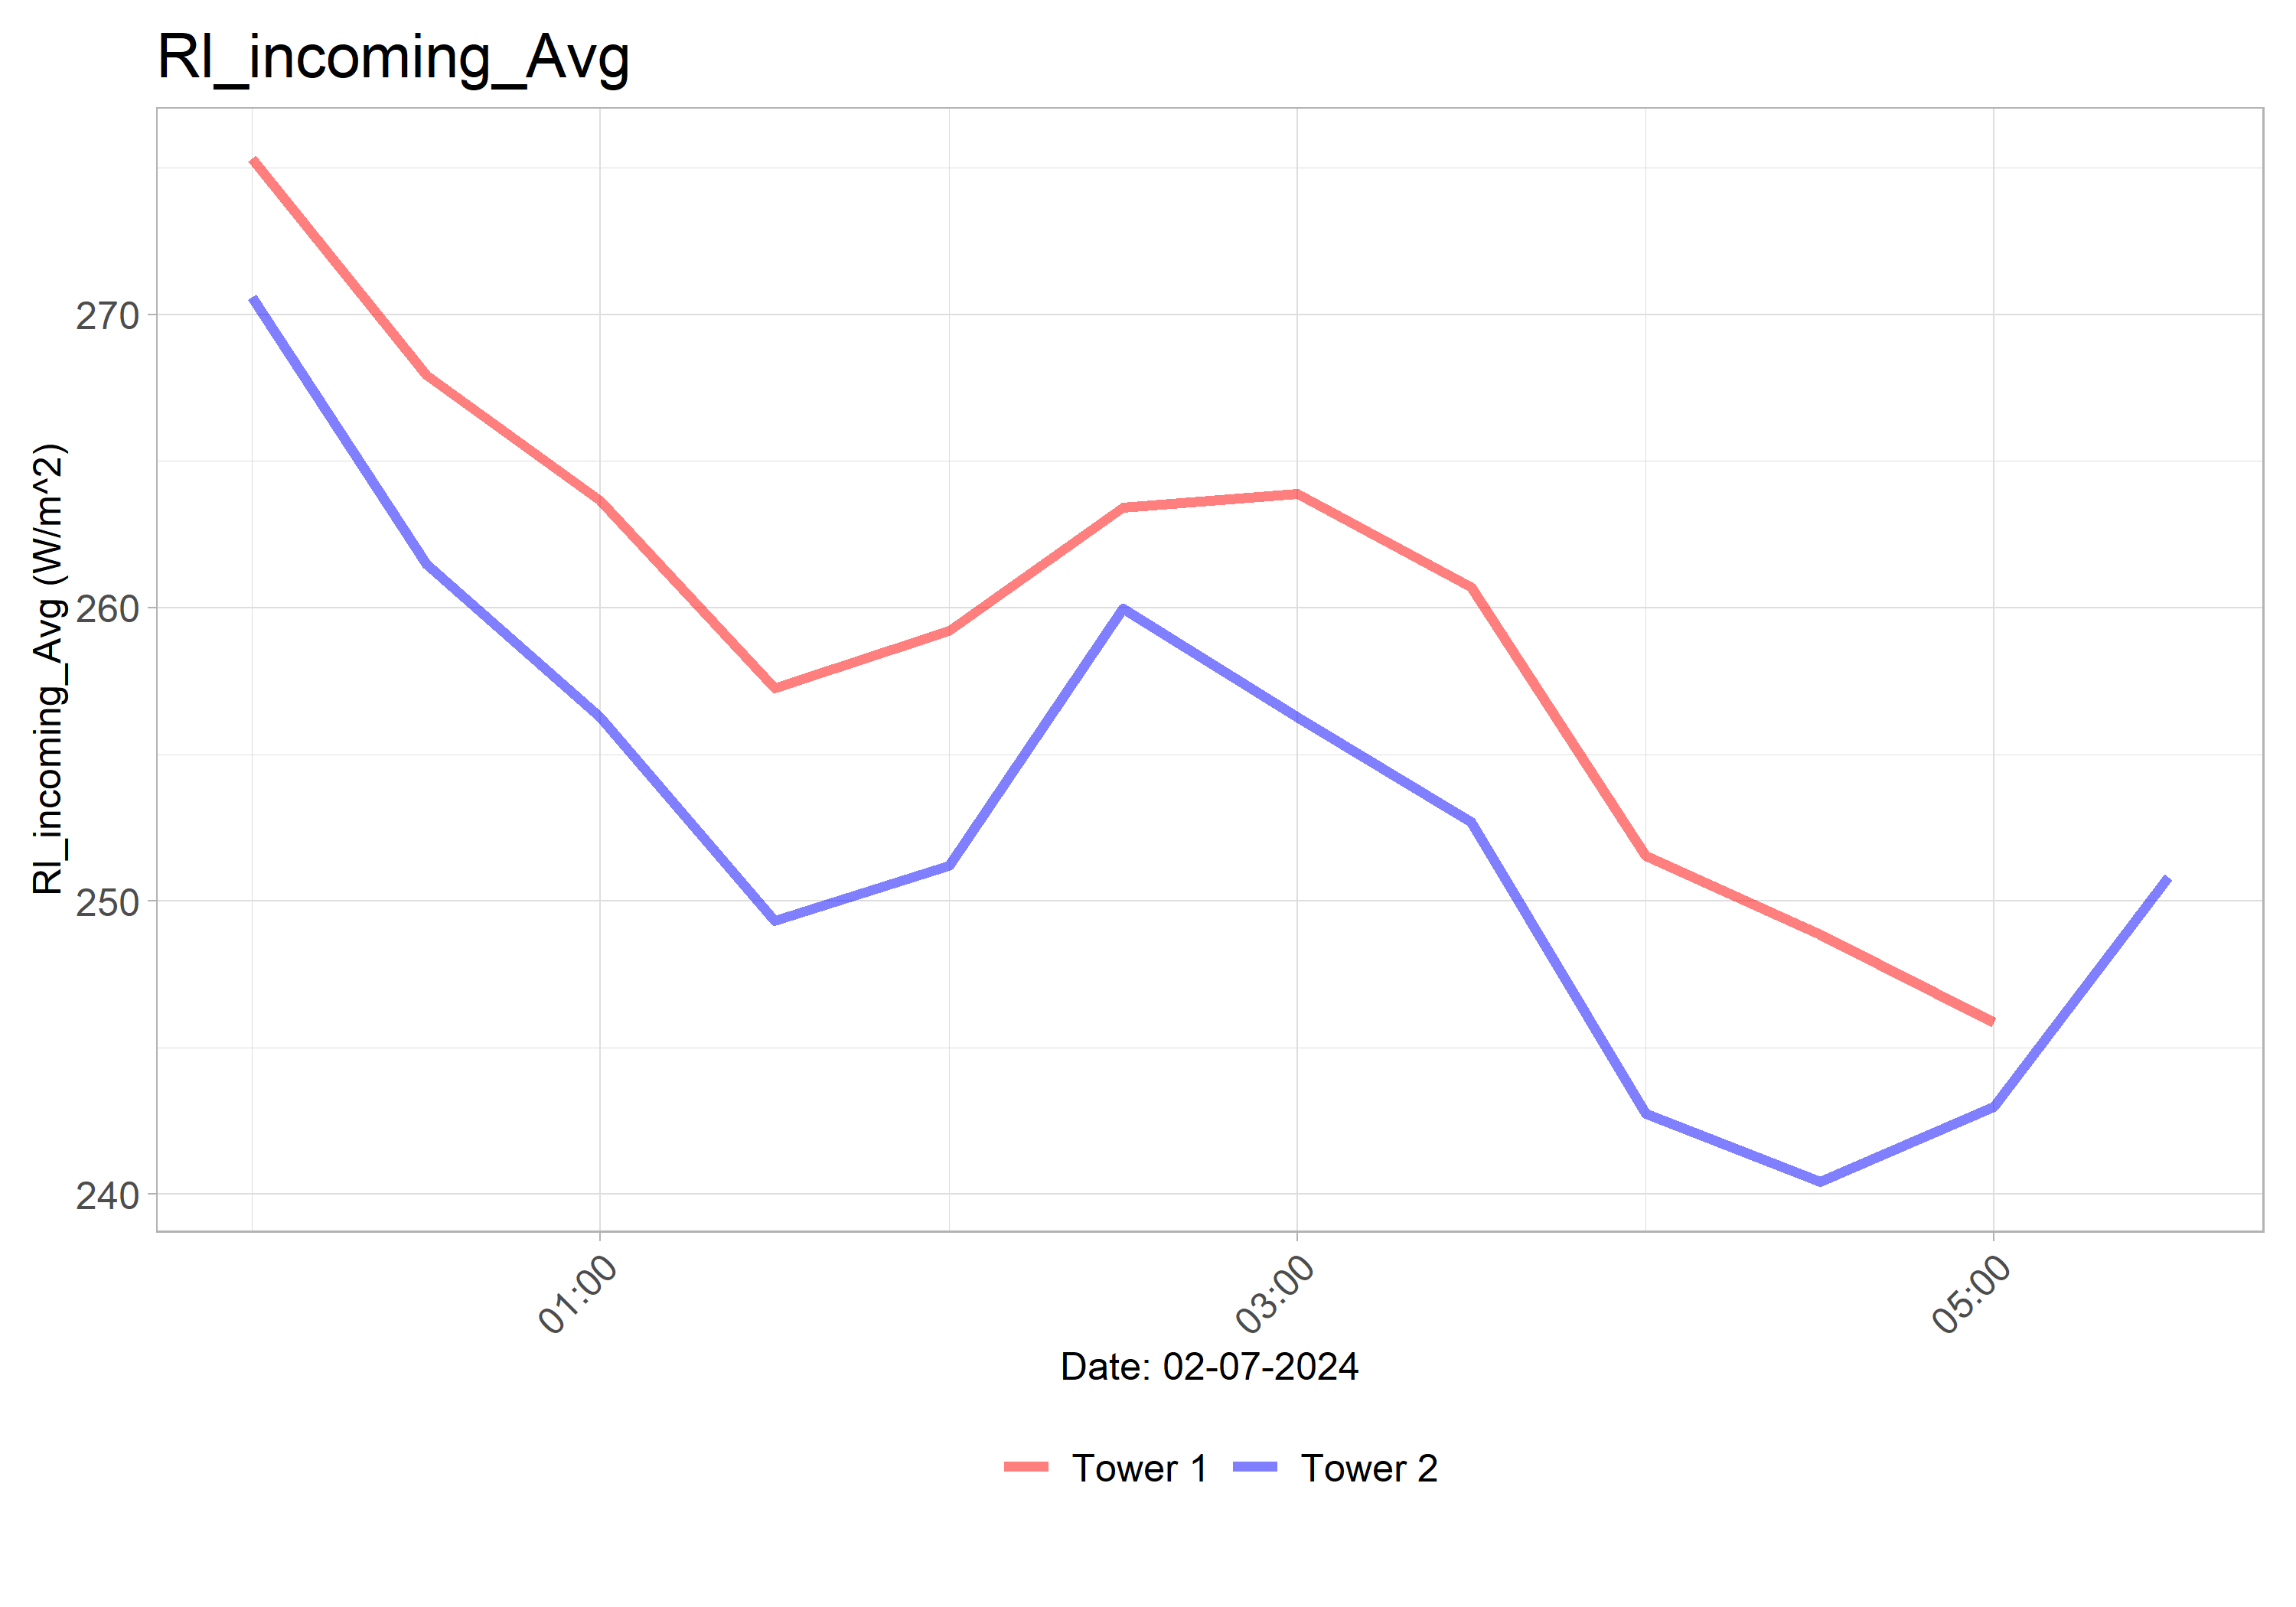 Rl_incoming_Avg
Rl_incoming_Avg (W/m^2)
270
260
250
240
01:00
03:00
05:00
Date: 02-07-2024
Tower 1
Tower 2